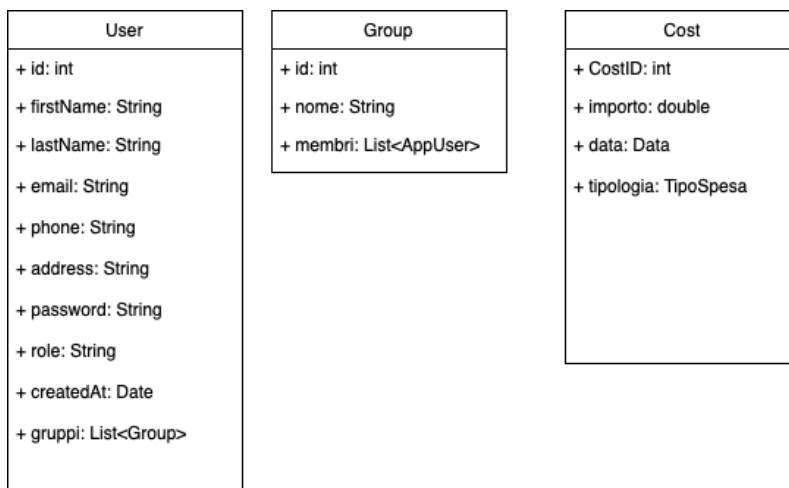 User
+ id: int
+ firstName: String
+ lastName: String
+ email: String
+ phone: String
+ address: String
+ password: String
+ role: String
+ createdAt: Date
+ gruppi: List<Group>
Group
+ id: int
+ nome: String
+ membri: List<AppUser>
Cost
+ CostID: int
+ importo: double
+ data: Data
+ tipologia: TipoSpesa